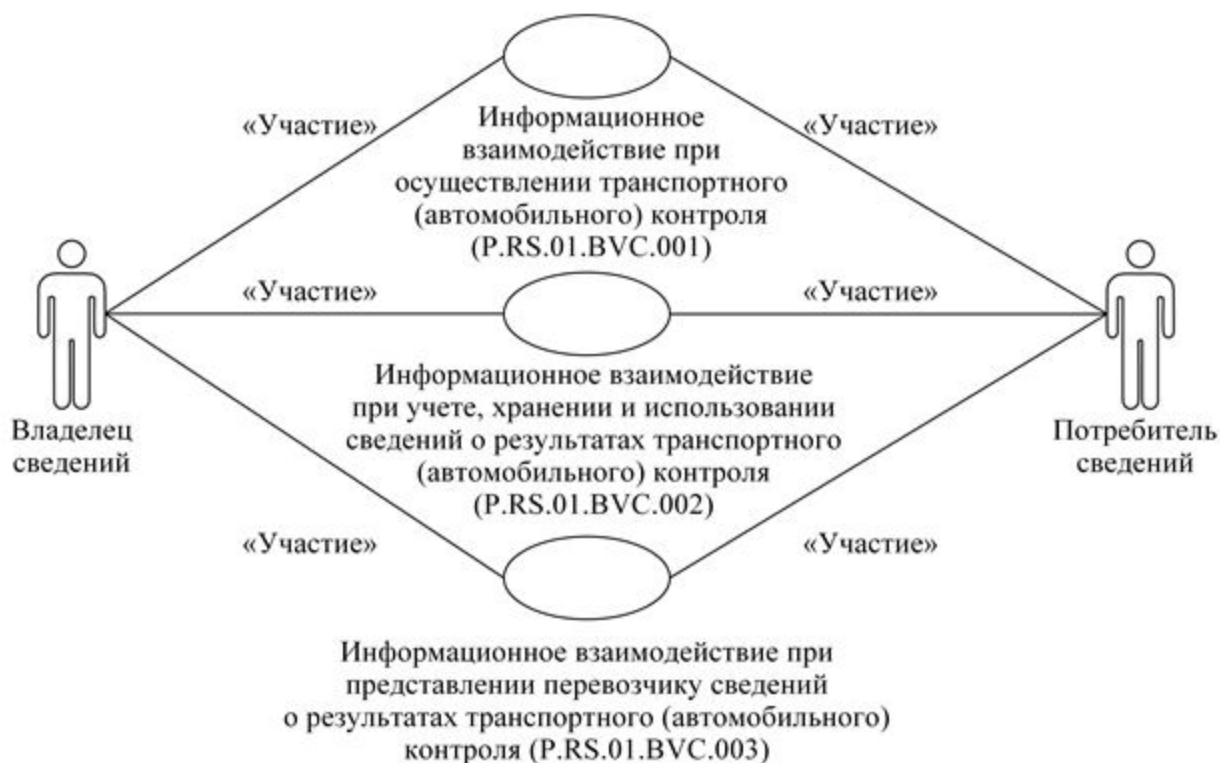 «Участие»
«Участие»
Информационное
взаимодействие при
осуществлении транспортного
(автомобильного) контроля
(P.RS.01.BVC.001)
«Участие»
«Участие»
Владелец
сведений
Информационное взаимодействие
при учете, хранении и использовании
сведений о результатах транспортного
(автомобильного) контроля
(P.RS.01.BVC.002)
Потребитель
сведений
«Участие»
«Участие»
Информационное взаимодействие при
представлении перевозчику сведений
о результатах транспортного (автомобильного)
контроля (P.RS.01.BVC.003)